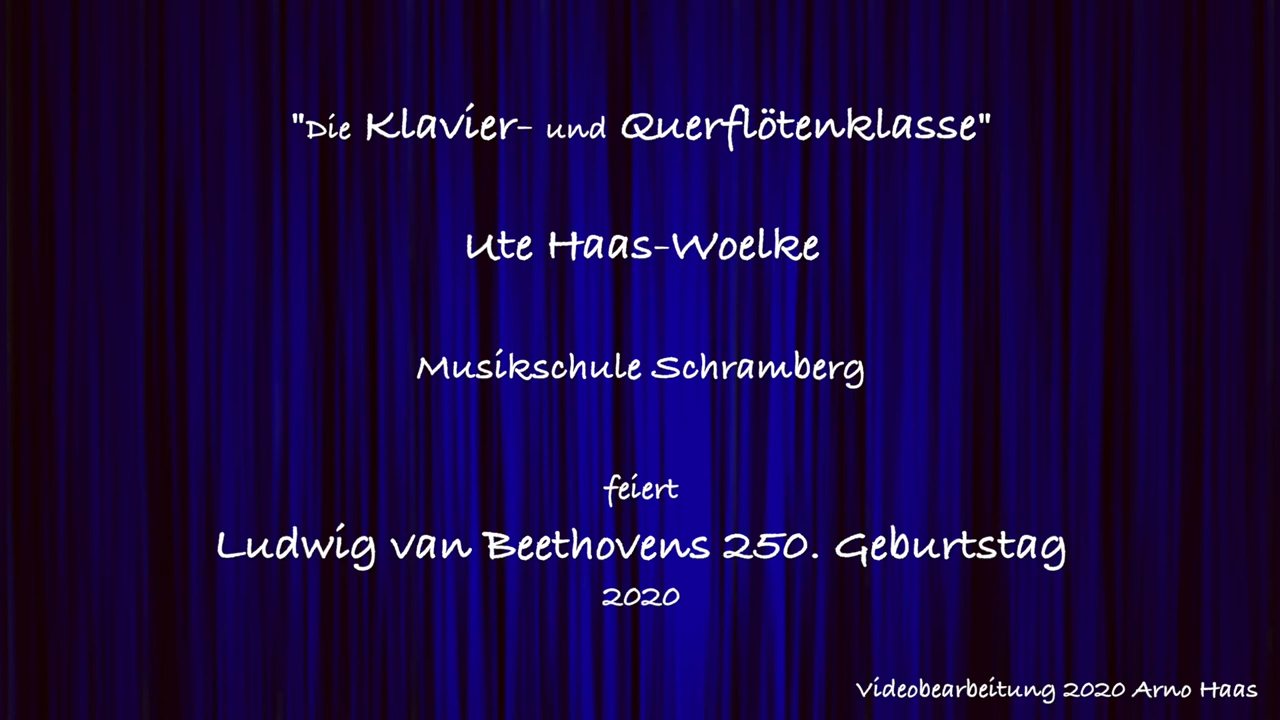 "Die Klavier- und Querflötenklasse"
Ute Haas-Woelke
Musikschule Schramberg
feiert
Ludwig van Beethovens 250. Geburtstag
2020
Videobearbeitung 2020 Arno Haas